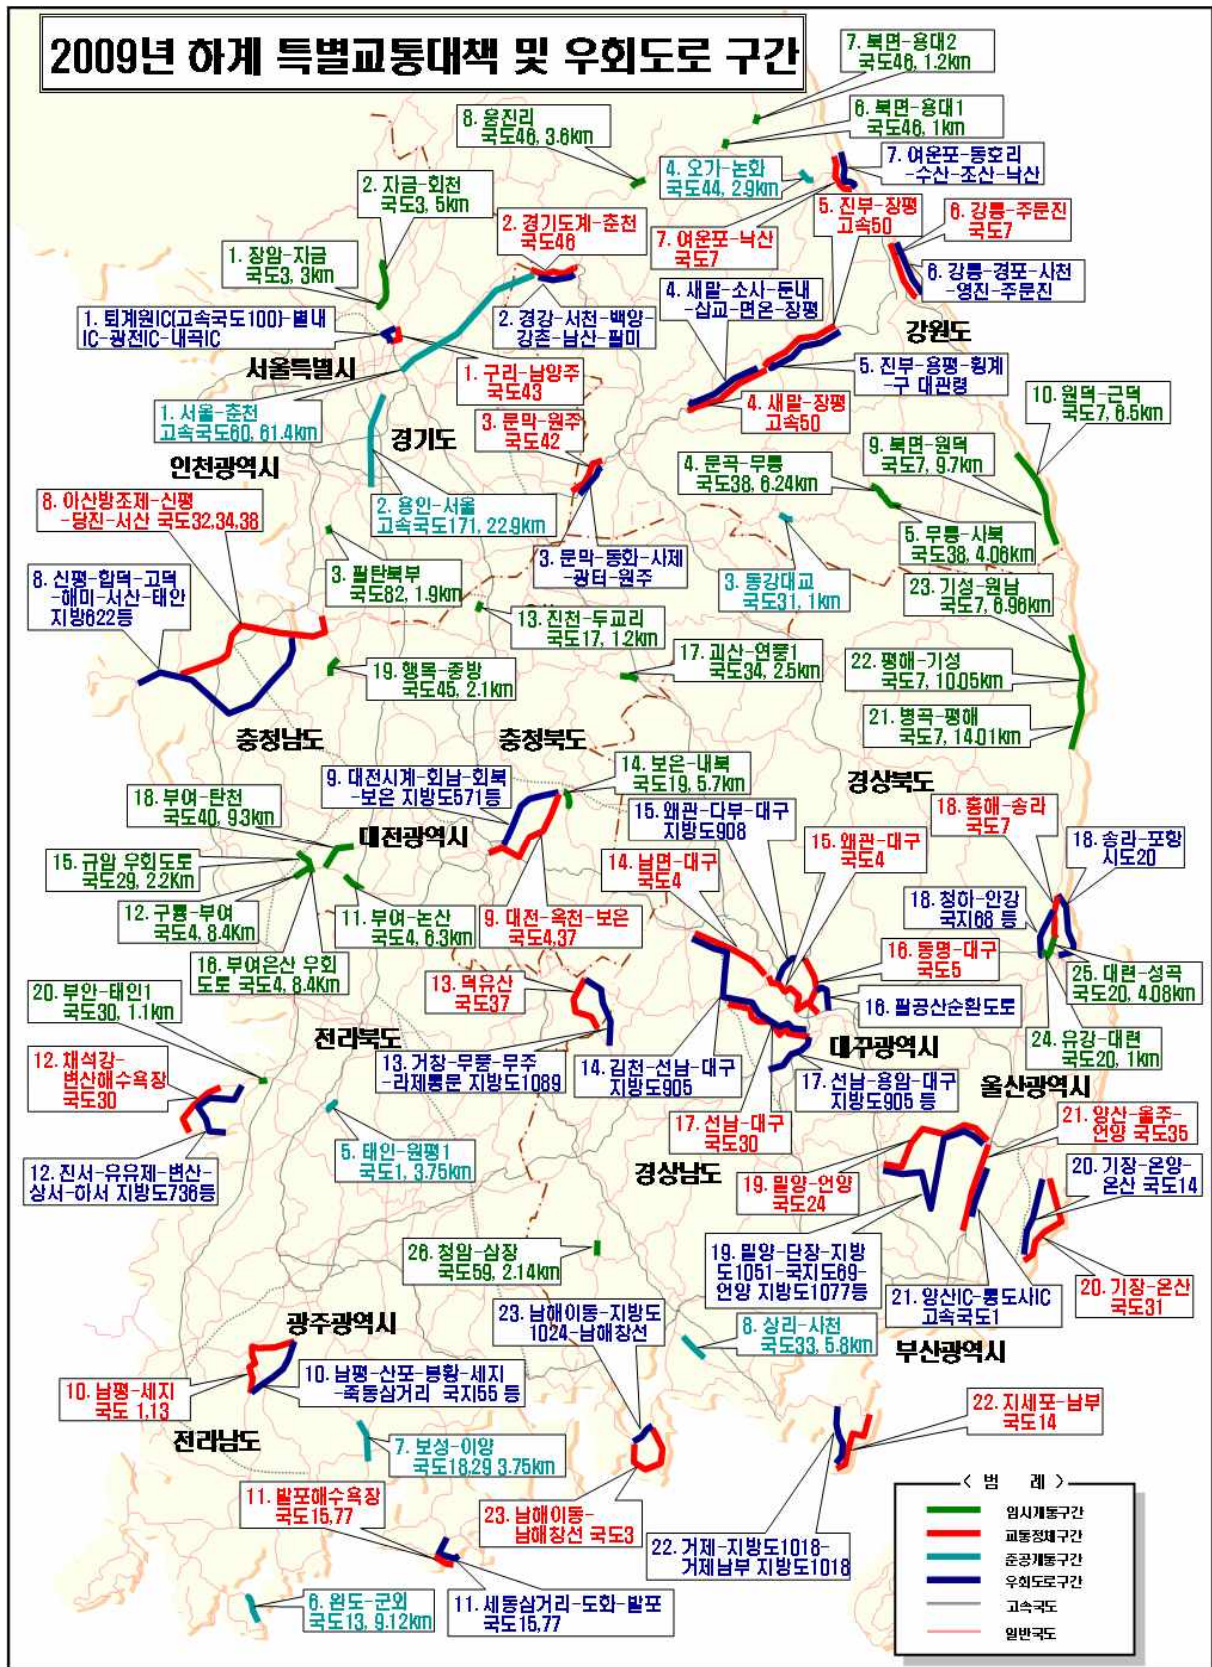 2009년 하계 특별교통대책 및 우회도로 구간
7. 북면-용대2
국도46, 1.2km
8. 웅진리
국도46, 3.6km
6. 북면-용대1
국도46, 1km
4. 오가-논화
국도44, 2.9km
7. 여운포-동호리
-수산-조산-낙산
2. 자금-회천
국도3, 5km
5. 진부-장평
고속50
2. 경기도계-춘천
국도46
7. 여운포-낙산
국도7
6. 강릉-주문진
국도7
1. 장암-자금
국도3, 3km
6. 강릉-경포-사천
-영진-주문진
4. 새말-소사-둔내
-삽교-면온-장평
1. 퇴계원IC(고속국도100)-별내
IC-광전IC-내곡IC
2. 경강-서천-백양-
강촌-남산-팔미
강원도
서울특별시
5. 진부-용평-횡계
-구 대관령
1. 구리-남양주
국도43
1. 서울-춘천
고속국도60, 61.4km
4. 새말-장평
고속50
10. 원덕-근덕
국도7, 6.5km
경기도
3. 문막-원주
국도42
9. 북면-원덕
국도7, 9.7km
인천광역시
4. 문곡-무릉
국도38, 6.24km
8. 아산방조제-신평
-당진-서산 국도32,34,38
2. 용인-서울
고속국도171, 22.9km
5. 무릉-사북
국도38, 4.06km
3. 문막-동화-사제
-광터-원주
3. 동강대교
국도31, 1km
8. 신평-합덕-고덕
-해미-서산-태안
지방622등
3. 팔탄북부
국도82, 1.9km
23. 기성-원남
국도7, 6.96km
13. 진천-두교리
국도17, 1.2km
17. 괴산-연풍1
국도34, 2.5km
22. 평해-기성
국도7, 10.05km
19. 행목-중방
국도45, 2.1km
21. 병곡-평해
국도7, 14.01km
충청남도
충청북도
14. 보은-내북
국도19, 5.7km
경상북도
9. 대전시계-회남-회북
-보은 지방도571등
18. 부여-탄천
국도40, 9.3km
15. 왜관-다부-대구
지방도908
18. 흥해-송라
국도7
대전광역시
15. 왜관-대구
국도4
18. 송라-포항
시도20
15. 규암 우회도로
국도29, 2.2Km
14. 남면-대구
국도4
18. 청하-안강
국지68 등
12. 구룡-부여
국도4, 8.4Km
11. 부여-논산
국도4, 6.3km
9. 대전-옥천-보은
국도4,37
16. 동명-대구
국도5
16. 부여온산 우회
도로 국도4, 8.4Km
25. 대련-성곡
국도20, 4.08km
20. 부안-태인1
국도30, 1.1km
13. 덕유산
국도37
16. 팔공산순환도로
전라북도
24. 유강-대련
국도20, 1km
12. 채석강-
변산해수욕장
국도30
13. 거창-무풍-무주
-라제통문 지방도1089
14. 김천-선남-대구
지방도905
대구광역시
17. 선남-용암-대구
지방도905 등
울산광역시
17. 선남-대구
국도30
21. 양산-울주-
언양 국도35
5. 태인-원평1
국도1, 3.75km
12. 진서-유유제-변산-
상서-하서 지방도736등
경상남도
19. 밀양-언양
국도24
20. 기장-온양-
온산 국도14
26. 청암-삼장
국도59, 2.14km
19. 밀양-단장-지방
도1051-국지도69-
언양 지방도1077등
21. 양산IC-통도사IC
고속국도1
20. 기장-온산
국도31
23. 남해이동-지방도
1024-남해창선
광주광역시
8. 상리-사천
국도33, 5.8km
부산광역시
10. 남평-세지
국도 1,13
10. 남평-산포-봉황-세지
-죽동삼거리 국지55 등
22. 지세포-남부
국도14
전라남도
7. 보성-이양
국도18,29 3.75km
11. 발포해수욕장
국도15,77
23. 남해이동-
남해창선 국도3
22. 거제-지방도1018-
거제남부 지방도1018
6. 완도-군외
국도13, 9.12km
11. 세동삼거리-도화-발포
국도15,77
< 범 례 >
임시개통구간
교통정체구간
준공개통구간
우회도로구간
고속국도
일반국도